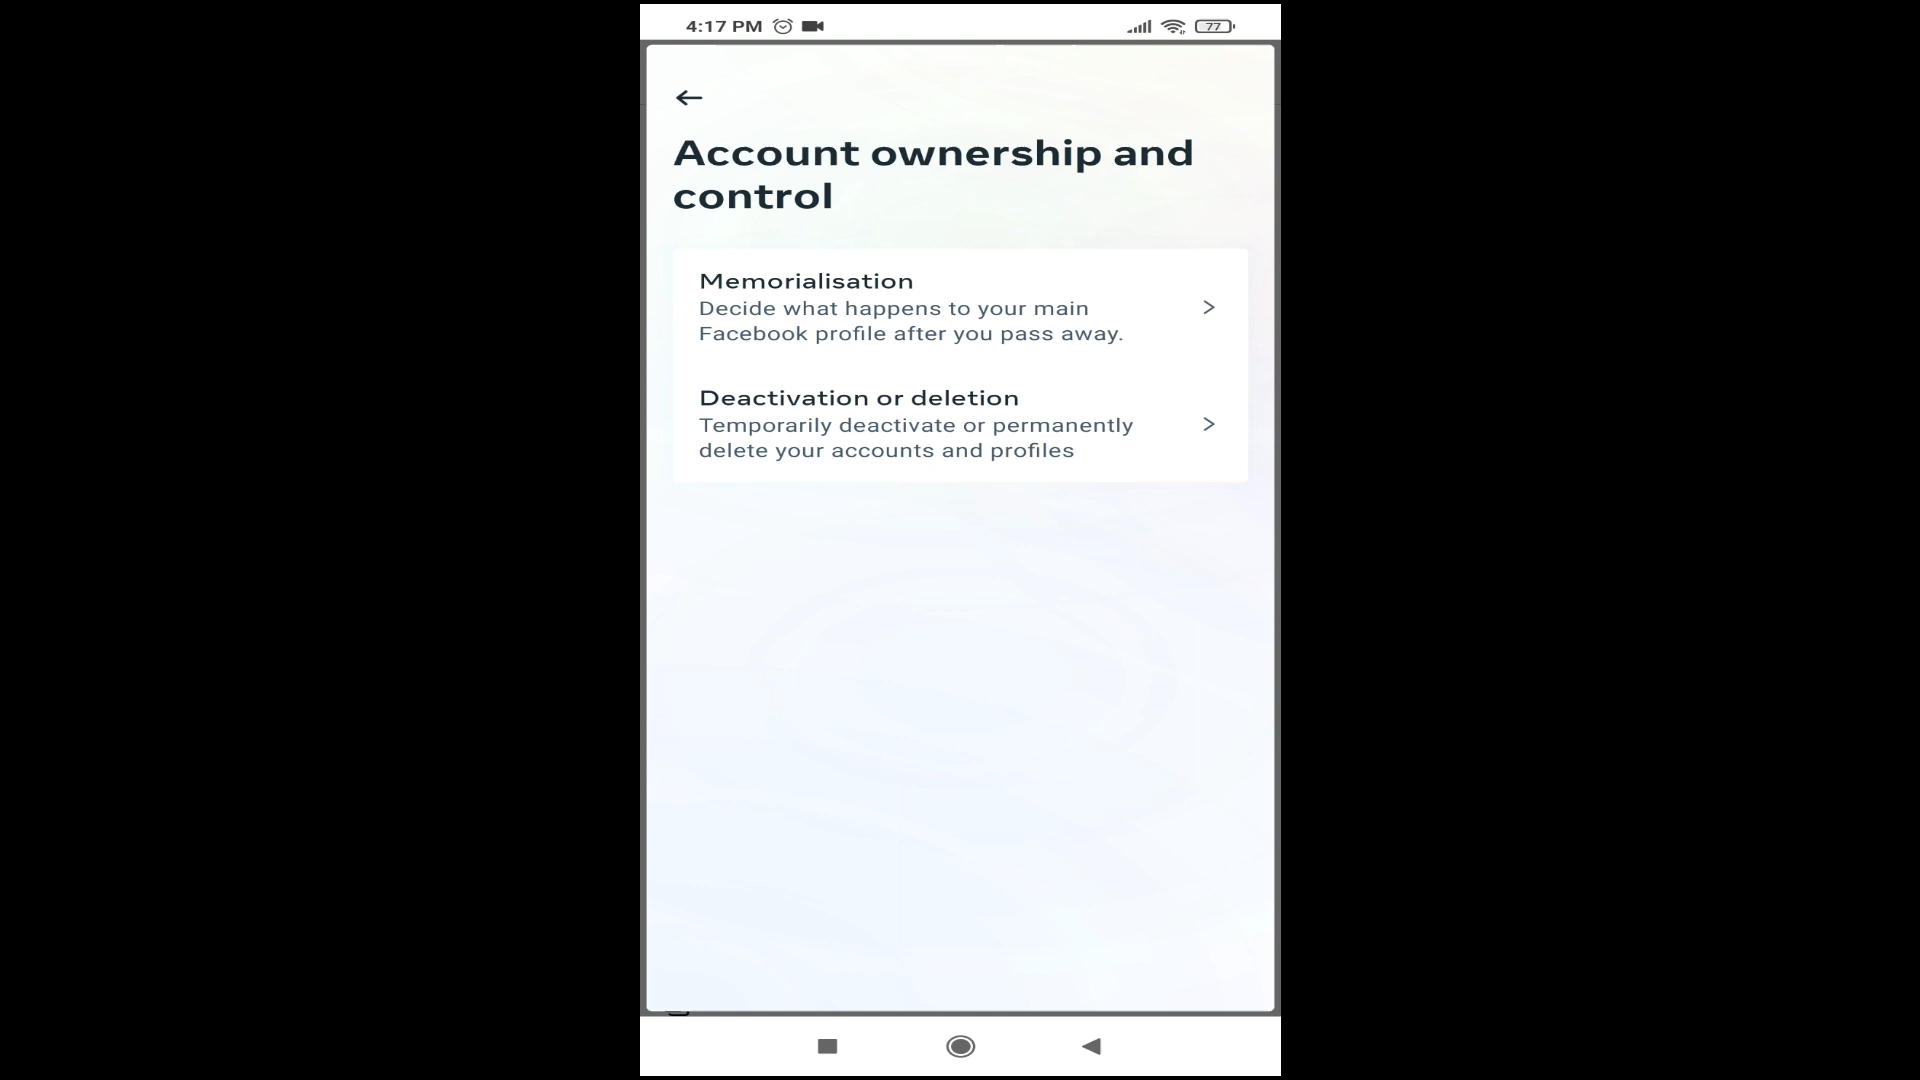 4:17 PM
77
Account ownership and
control
Memorialisation
Decide what happens to your main
Facebook profile after you pass away.
Deactivation or deletion
Temporarily deactivate or permanently
delete your accounts and profiles